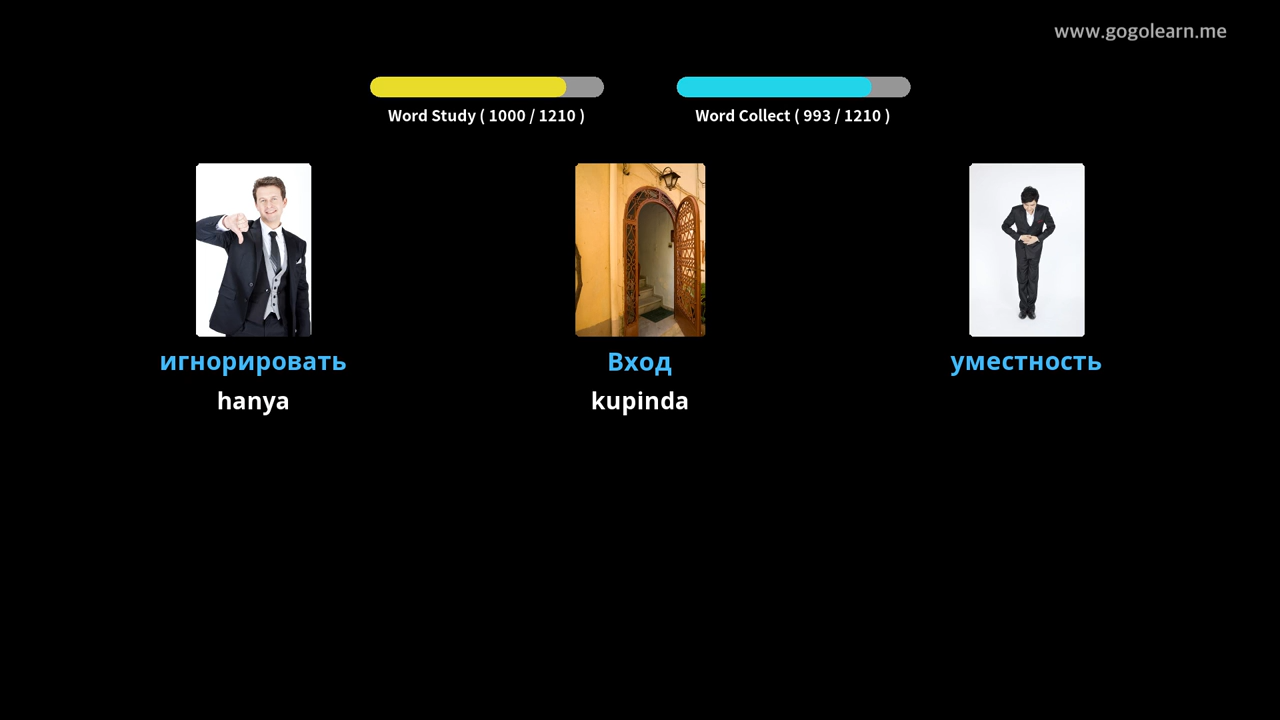 www.gogolearn.me
Word Study ( 1000 / 1210 )
Word Collect ( 993 / 1210 )
игнорировать
Вход
уместность
hanya
kupinda